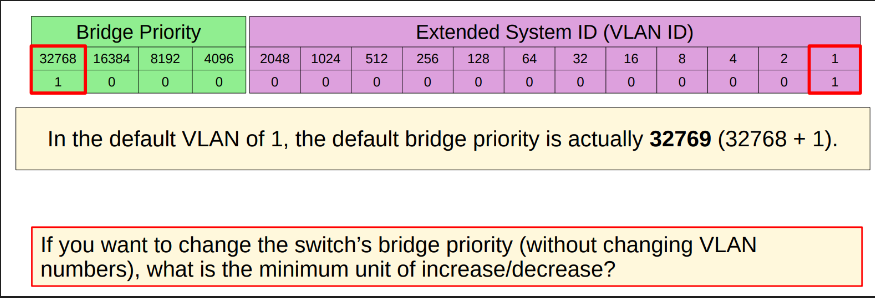 Bridge Priority Extended System ID (VLAN ID)
32768 16384 8192 4096 2048 1024 512 256 128 64 32 16 8 4 2 1
1 0 0 0 0 0 0 0 0 0 0 0 0 0 0 1
In the default VLAN of 1, the default bridge priority is actually 32769 (32768 + 1).
If you want to change the switch’s bridge priority (without changing VLAN
numbers), what is the minimum unit of increase/decrease?